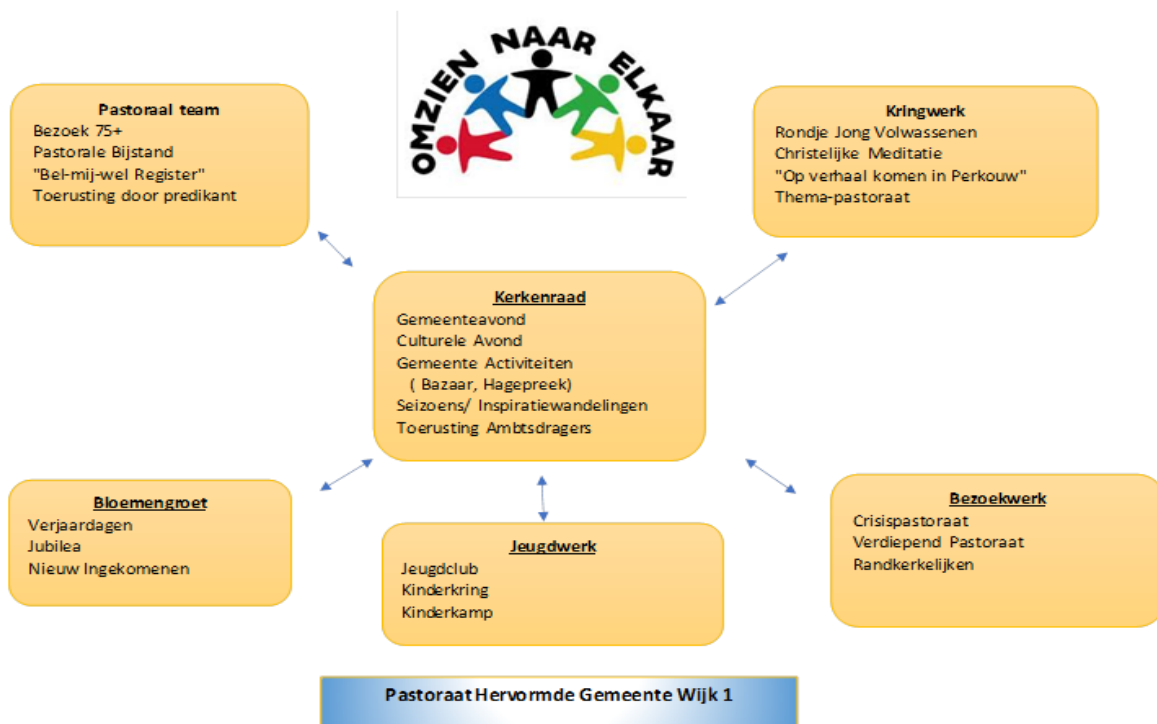 OMZIEN NAAR ELKAAR
Pastoraal team
Bezoek 75+
Pastorale Bijstand
"Bel-mij-wel Register"
Toerusting door predikant
Kringwerk
Rondje Jong Volwassenen
Christelijke Meditatie
"Op verhaal komen in Perkouw"
Thema-pastoraat
Kerkenraad
Gemeenteavond
Culturele Avond
Gemeente Activiteiten
( Bazaar, Hagepreek)
Seizoens/ Inspiratiewandelingen
Toerusting Ambtsdragers
Bloemengroet
Verjaardagen
Jubilea
Nieuw Ingekomenen
Jeugdwerk
Jeugdclub
Kinderkring
Kinderkamp
Bezoekwerk
Crisispastoraat
Verdiepend Pastoraat
Randkerkelijken
Pastoraat Hervormde Gemeente Wijk 1